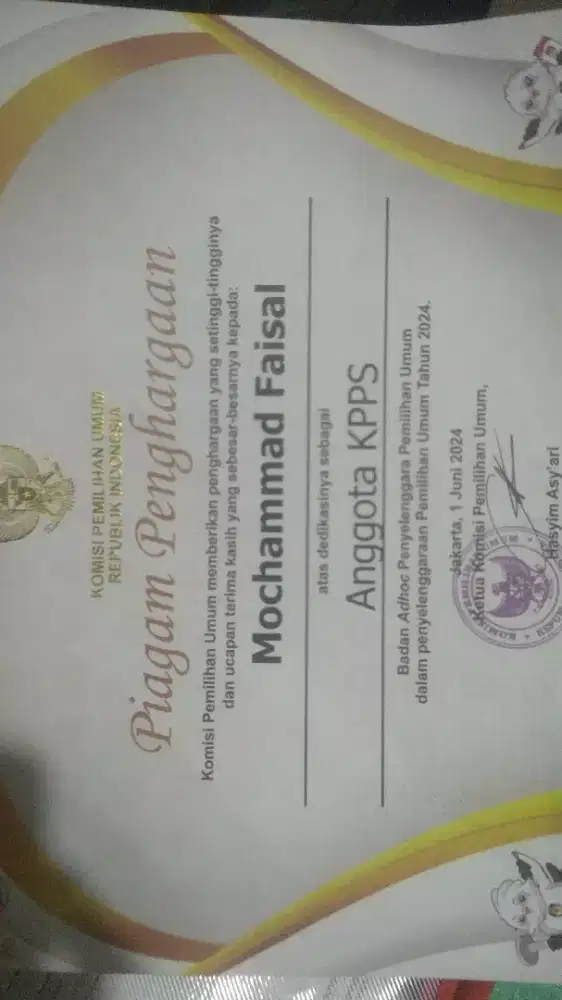 KOMISI PEMILIHAN UMUM
REPUBLIK INDONESIA
Piagam Penghargaan
Komisi Pemilihan Umum memberikan penghargaan yang setinggi-tingginya
dan ucapan terima kasih yang sebesar-besarnya kepada:
Mochammad Faisal
atas dedikasinya sebagai
Anggota KPPS
Badan Adhoc Penyelenggara Pemilihan Umum
dalam penyelenggaraan Pemilihan Umum Tahun 2024.
Jakarta, 1 Juni 2024
Ketua Komisi Pemilihan Umum,
Hasyim Asy'ari